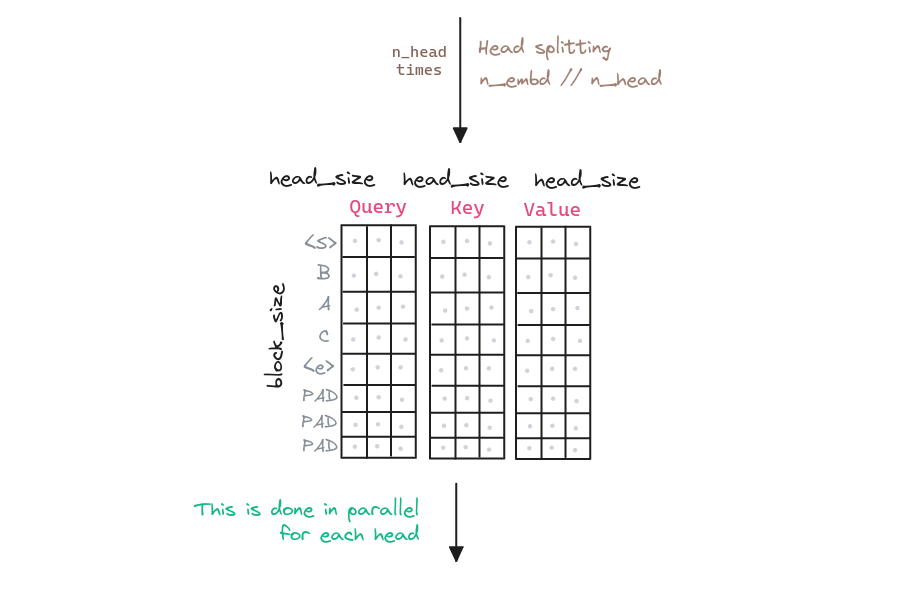 n_head
times
Head splitting
n_embd // n_head
head_size head_size head_size
Query Key Value
block_size
<s>
B
A
C
<e>
PAD
PAD
PAD
This is done in parallel
for each head